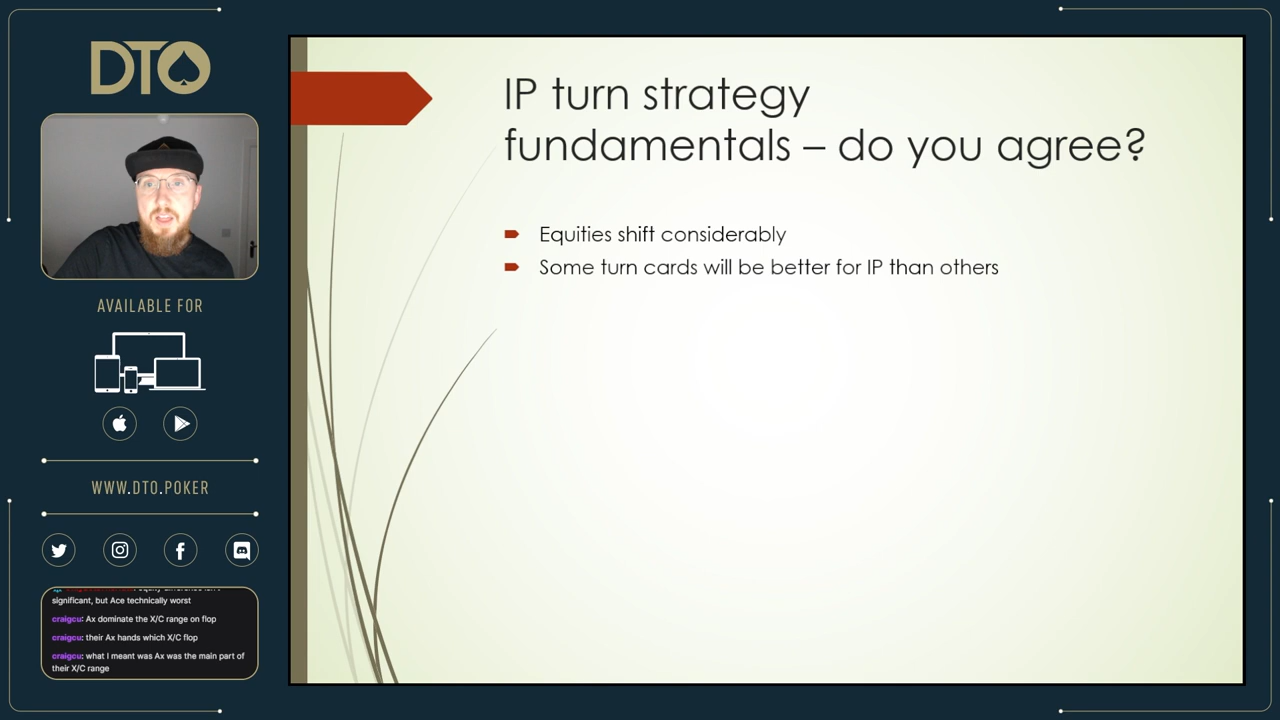 DTO
AVAILABLE FOR
WWW.DTO.POKER
significant, but Ace technically worst
craigcu: Ax dominate the X/C range on flop
craigcu: their Ax hands which X/C flop
craigcu: what I meant was Ax was the main part of
their X/C range
IP turn strategy
fundamentals – do you agree?
Equities shift considerably
Some turn cards will be better for IP than others